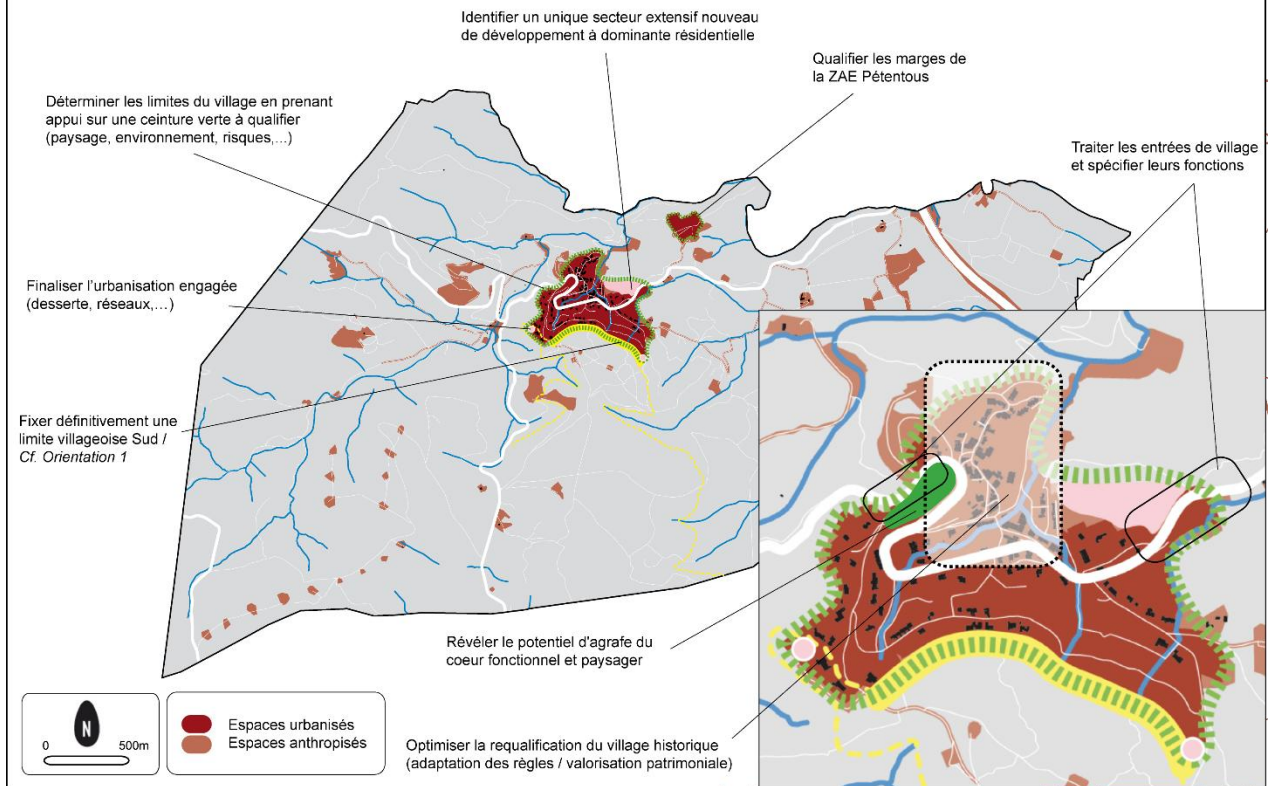 Identifier un unique secteur extensif nouveau
de développement à dominante résidentielle
Qualifier les marges de
la ZAE Pétentous
Déterminer les limites du village en prenant
appui sur une ceinture verte à qualifier
(paysage, environnement, risques,...)
Traiter les entrées de village
et spécifier leurs fonctions
Finaliser l'urbanisation engagée
(desserte, réseaux,...)
Fixer définitivement une
limite villageoise Sud /
Cf. Orientation 1
Révéler le potentiel d'agrafe du
coeur fonctionnel et paysager
Optimiser la requalification du village historique
(adaptation des règles / valorisation patrimoniale)
N
0 500m
Espaces urbanisés
Espaces anthropisés